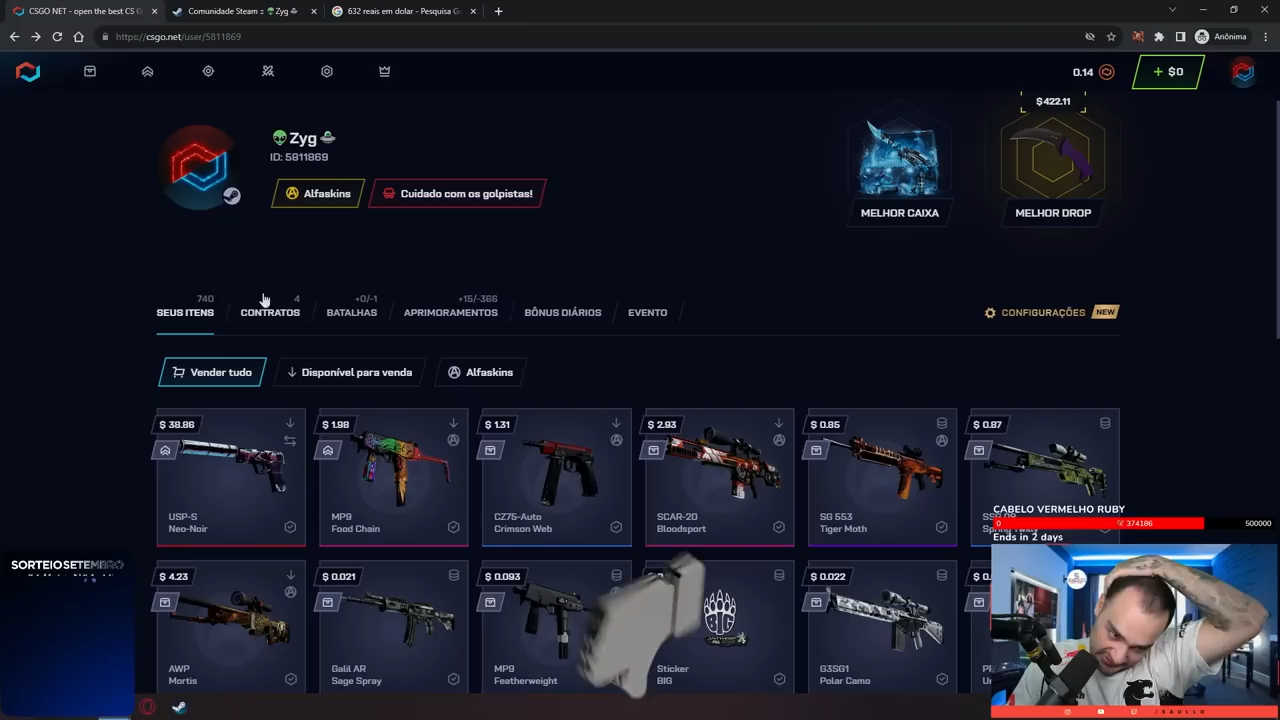 CSGO NET - open the best CS G
Comunidade Steam :: 👽Zyg🛸
632 reais em dolar - Pesquisa G
https://csgo.net/user/5811869
Anônima
0.14
+ $0
👽Zyg🛸
ID: 5811869
Alfaskins
Cuidado com os golpistas!
MELHOR CAIXA
$422.11
MELHOR DROP
740
SEUS ITENS
4
CONTRATOS
+0/-1
BATALHAS
+15/-366
APRIMORAMENTOS
BÔNUS DIÁRIOS
EVENTO
CONFIGURAÇÕES
NEW
Vender tudo
Disponível para venda
Alfaskins
$ 38.86
USP-S
Neo-Noir
$ 1.98
MP9
Food Chain
$ 1.31
CZ75-Auto
Crimson Web
$ 2.93
SCAR-20
Bloodsport
$ 0.85
SG 553
Tiger Moth
$ 0.87
CABELO VERMELHO RUBY
0
374186
500000
Ends in 2 days
SORTEIO SETEMBRO
$ 4.23
AWP
Mortis
$ 0.021
Galil AR
Sage Spray
$ 0.093
MP9
Featherweight
Sticker
BIG
$ 0.022
G3SG1
Polar Camo
ISAULLO